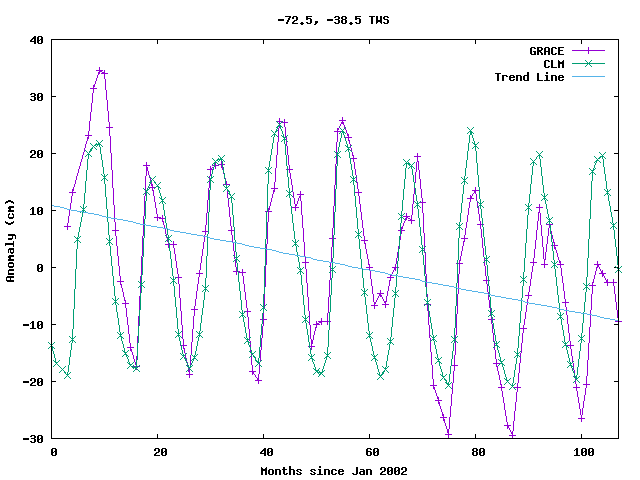 -72.5, -38.5 TWS
GRACE
CLM
Trend Line
40
30
20
10
0
-10
-20
-30
Anomaly (cm)
0 20 40 60 80 100
Months since Jan 2002